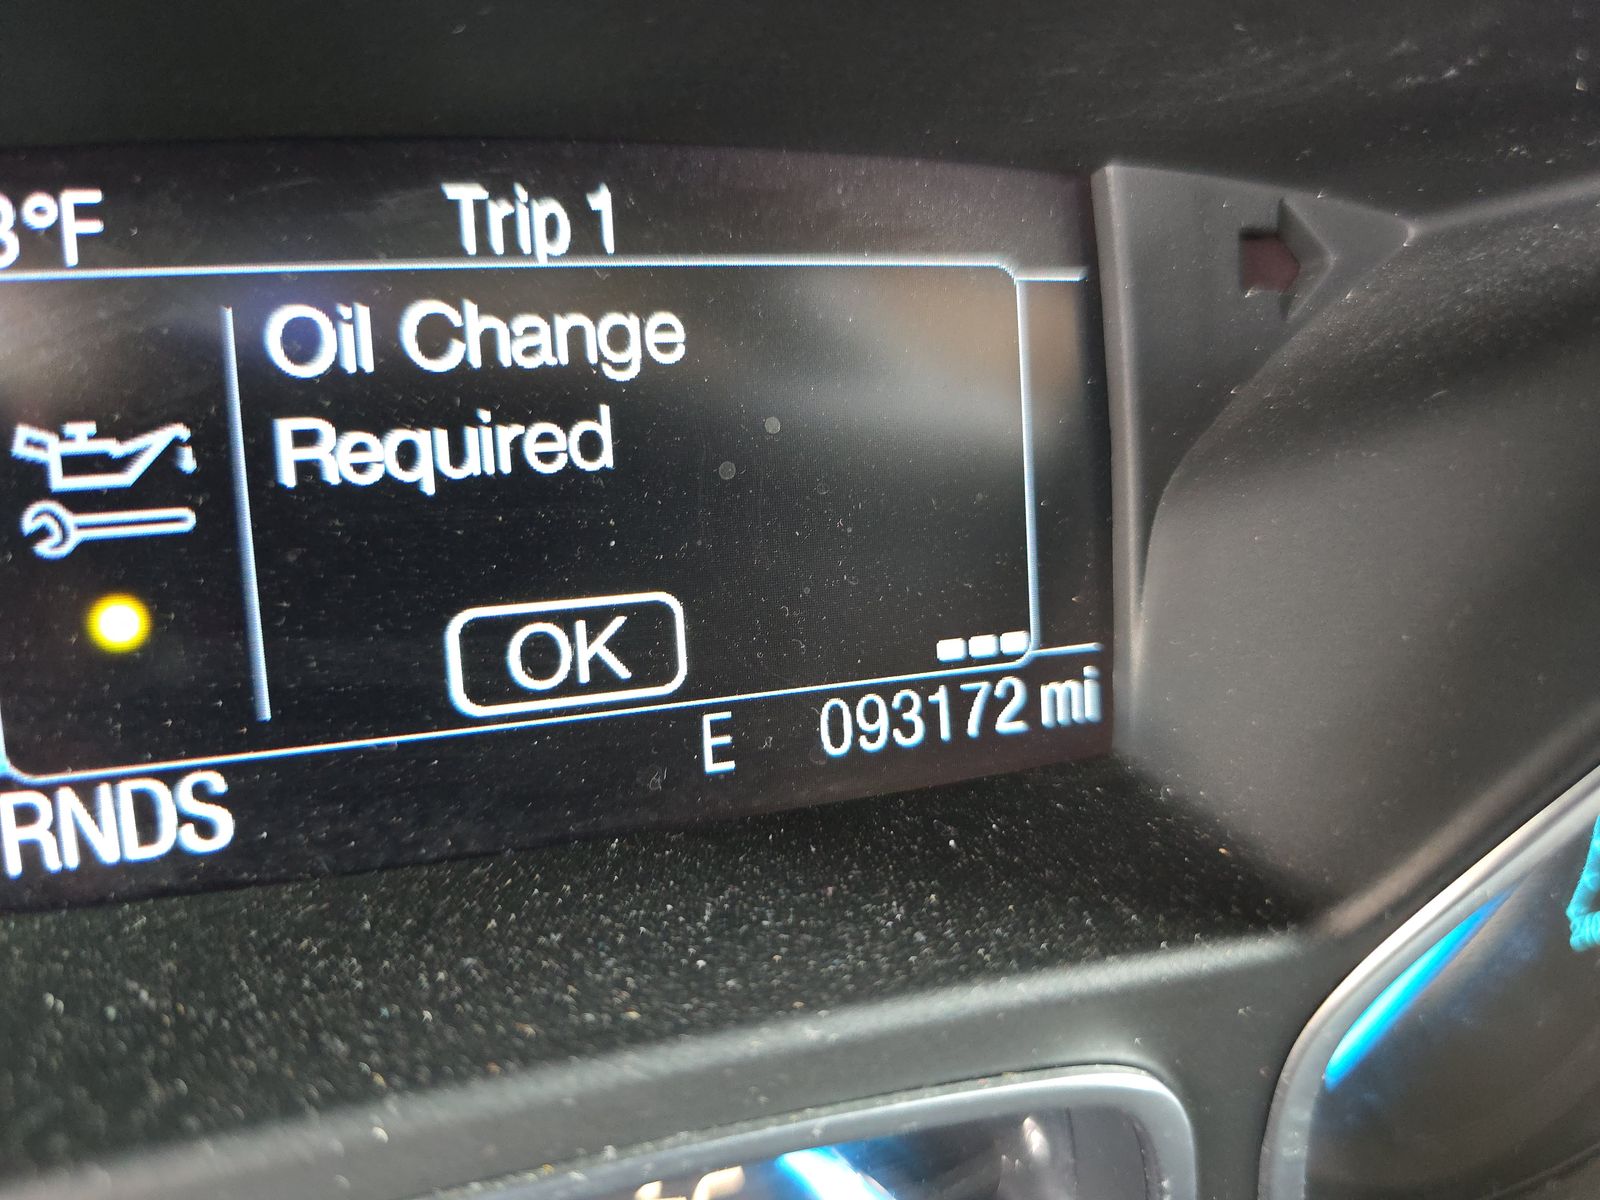 °F
Trip 1
Oil Change
Required
OK
E
093172 mi
RNDS